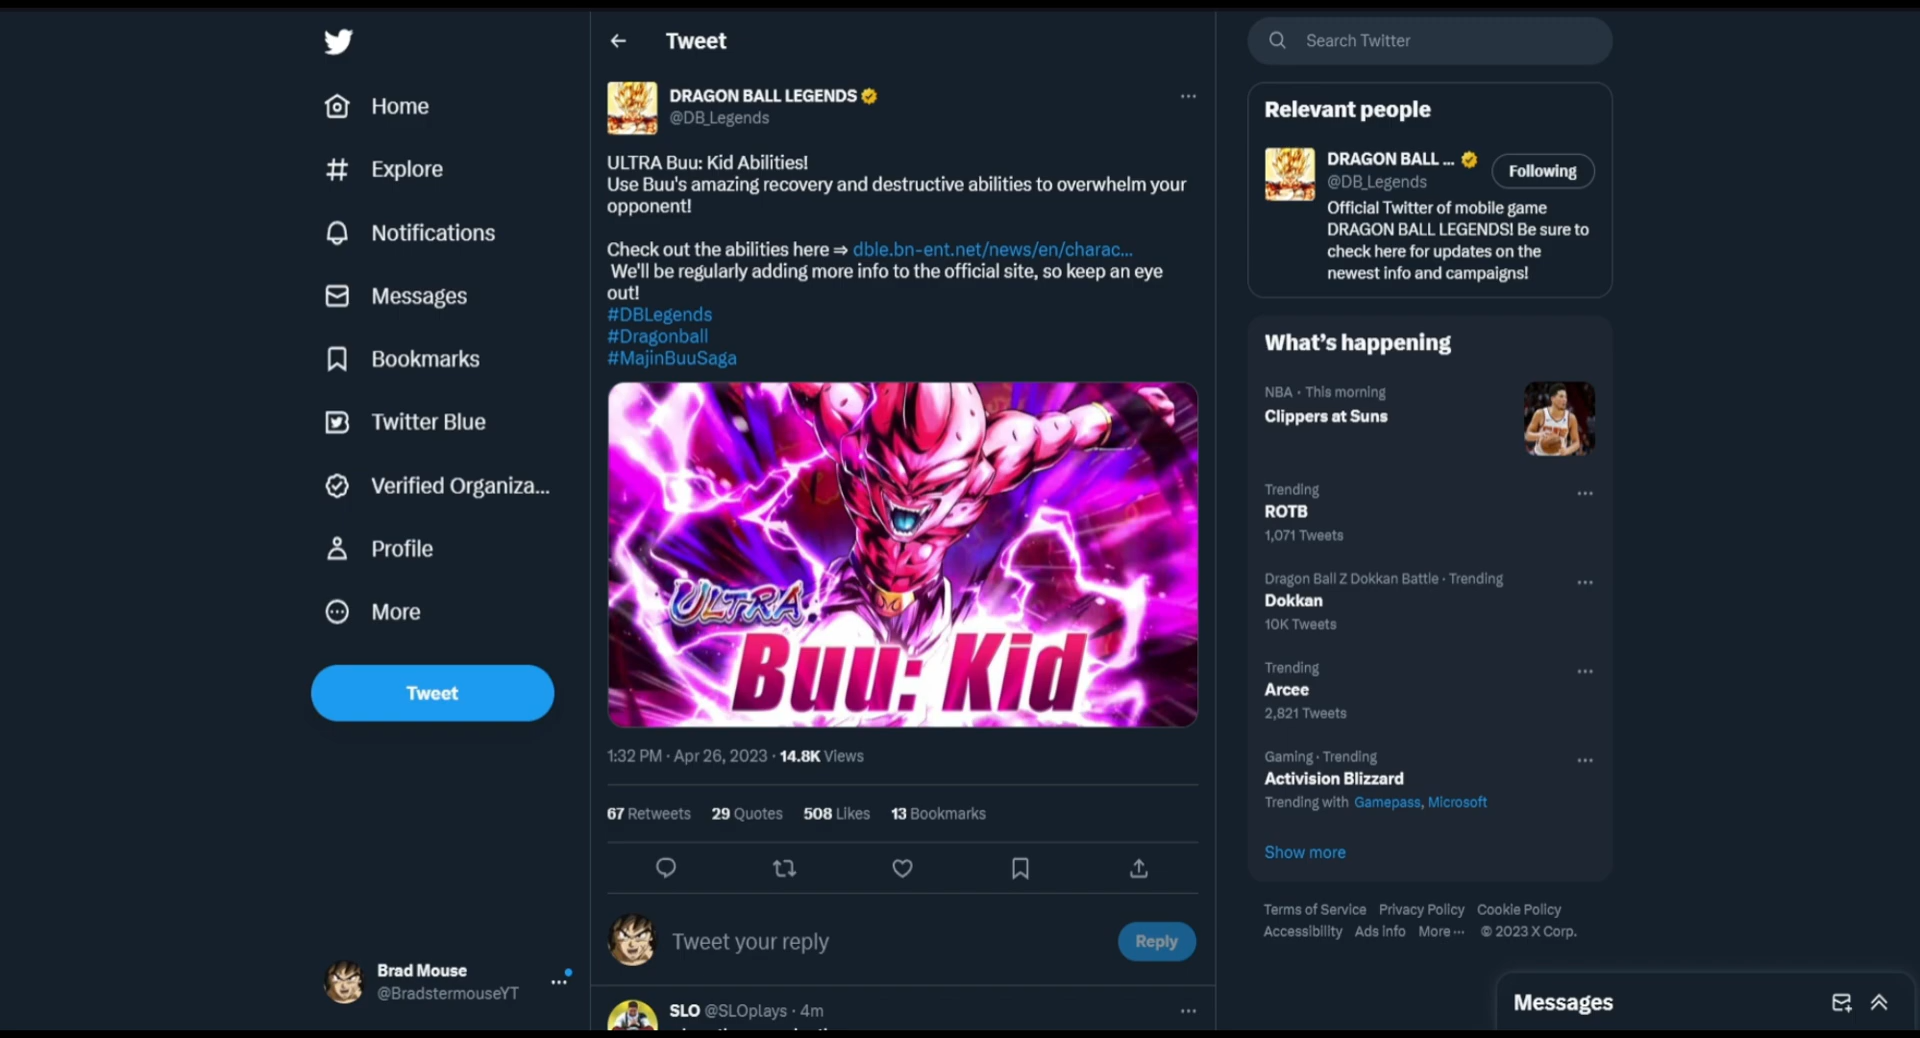 Home
Explore
Notifications
Messages
Bookmarks
Twitter Blue
Verified Organiza...
Profile
More
Tweet
Brad Mouse
@BradstermouseYT
Tweet
DRAGON BALL LEGENDS
@DB_Legends
ULTRA Buu: Kid Abilities!
Use Buu's amazing recovery and destructive abilities to overwhelm your
opponent!
Check out the abilities here ⇒ dble.bn-ent.net/news/en/charac...
We'll be regularly adding more info to the official site, so keep an eye
out!
#DBLegends
#Dragonball
#MajinBuuSaga
ULTRA
Buu: Kid
1:32 PM · Apr 26, 2023 · 14.8K Views
67 Retweets 29 Quotes 508 Likes 13 Bookmarks
Tweet your reply
Reply
SLO @SLOplays · 4m
Search Twitter
Relevant people
DRAGON BALL ...
Following
@DB_Legends
Official Twitter of mobile game
DRAGON BALL LEGENDS! Be sure to
check here for updates on the
newest info and campaigns!
What's happening
NBA · This morning
Clippers at Suns
Trending
ROTB
1,071 Tweets
Dragon Ball Z Dokkan Battle · Trending
Dokkan
10K Tweets
Trending
Arcee
2,821 Tweets
Gaming · Trending
Activision Blizzard
Trending with Gamepass, Microsoft
Show more
Terms of Service Privacy Policy Cookie Policy
Accessibility Ads info More ··· © 2023 X Corp.
Messages